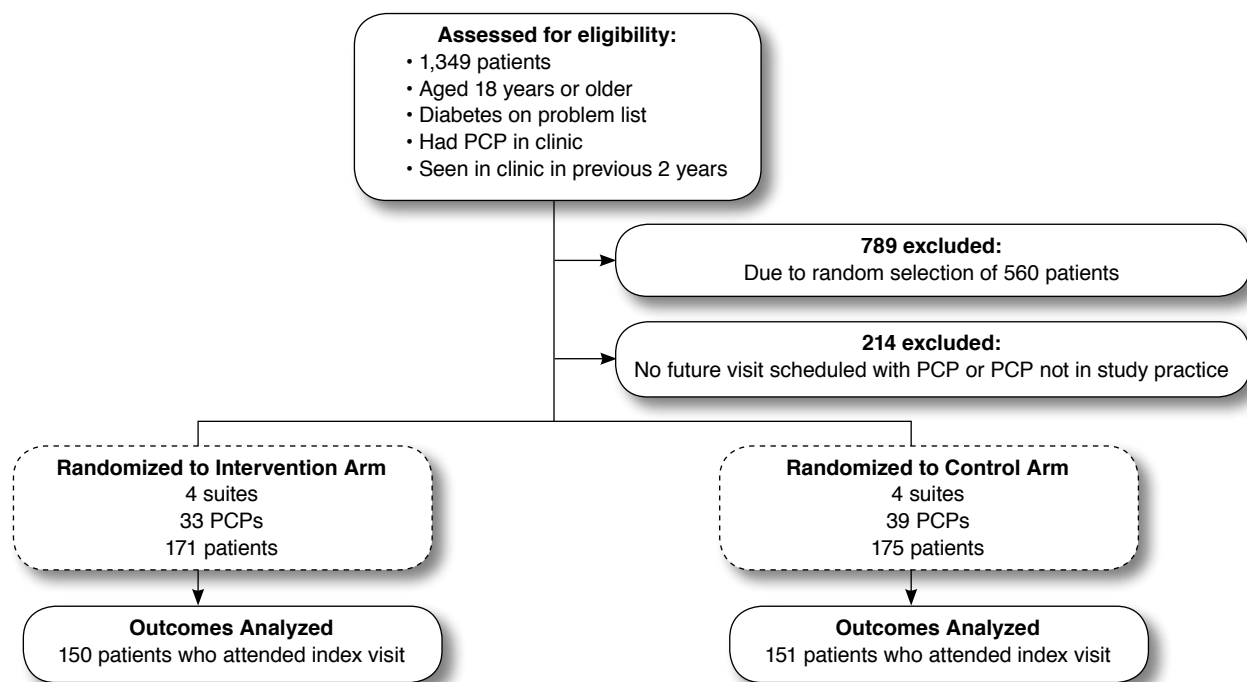 Assessed for eligibility:
• 1,349 patients
• Aged 18 years or older
• Diabetes on problem list
• Had PCP in clinic
• Seen in clinic in previous 2 years
789 excluded:
Due to random selection of 560 patients
214 excluded:
No future visit scheduled with PCP or PCP not in study practice
Randomized to Intervention Arm
4 suites
33 PCPs
171 patients
Randomized to Control Arm
4 suites
39 PCPs
175 patients
Outcomes Analyzed
150 patients who attended index visit
Outcomes Analyzed
151 patients who attended index visit